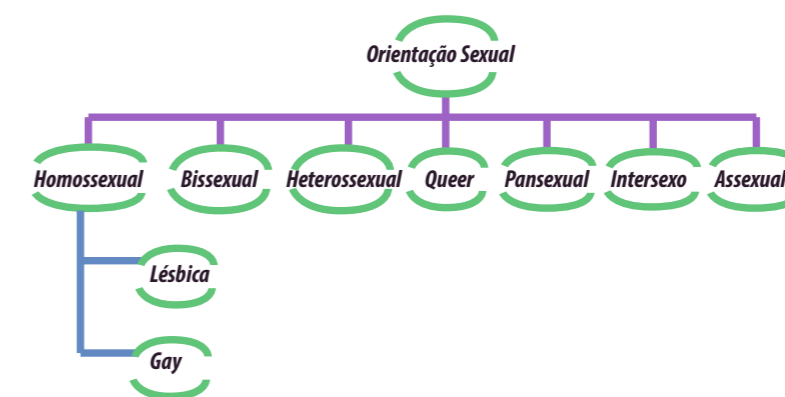 Orientação Sexual
Homossexual
Bissexual
Heterossexual
Queer
Pansexual
Intersexo
Assexual
Lésbica
Gay